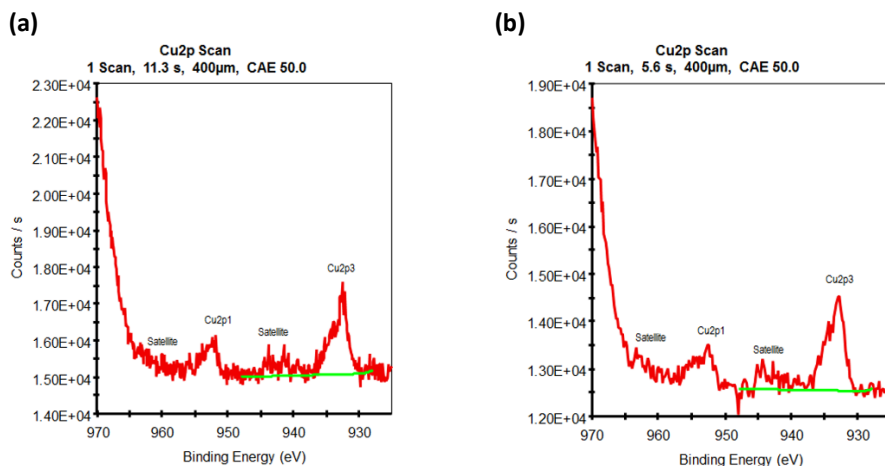 (a)
Cu2p Scan
1 Scan, 11.3 s, 400µm, CAE 50.0
2.30E+04
2.20E+04
2.10E+04
2.00E+04
1.90E+04
1.80E+04
1.70E+04
1.60E+04
1.50E+04
1.40E+04
Counts / s
Satellite
Cu2p1
Satellite
Cu2p3
970
960
950
940
930
Binding Energy (eV)
(b)
Cu2p Scan
1 Scan, 5.6 s, 400µm, CAE 50.0
1.90E+04
1.80E+04
1.70E+04
1.60E+04
1.50E+04
1.40E+04
1.30E+04
1.20E+04
Counts / s
Satellite
Cu2p1
Satellite
Cu2p3
970
960
950
940
930
Binding Energy (eV)